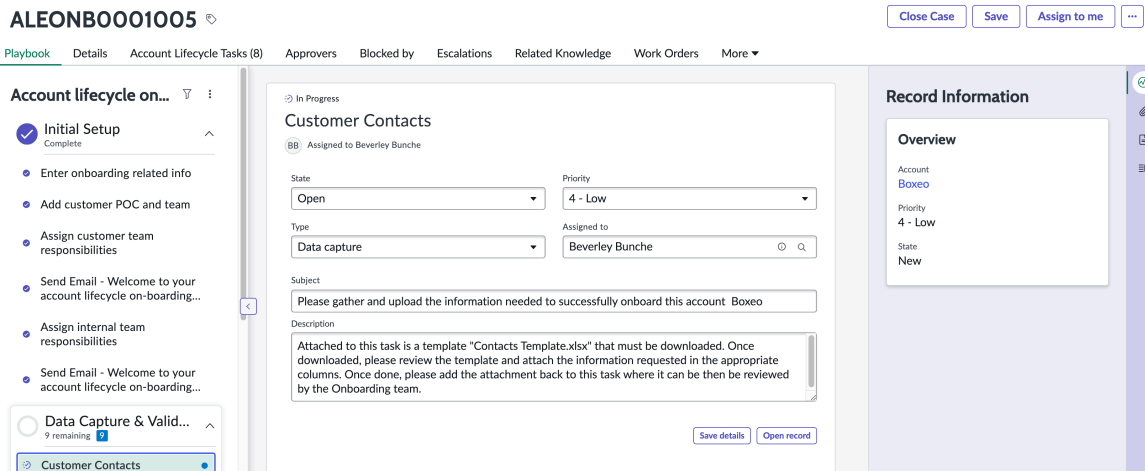 ALEONB0001005
Close Case
Save
Assign to me
Playbook
Details
Account Lifecycle Tasks (8)
Approvers
Blocked by
Escalations
Related Knowledge
Work Orders
More
Account lifecycle on...
Initial Setup
Complete
Enter onboarding related info
Add customer POC and team
Assign customer team
responsibilities
Send Email - Welcome to your
account lifecycle on-boarding...
Assign internal team
responsibilities
Send Email - Welcome to your
account lifecycle on-boarding...
Data Capture & Valid...
9 remaining 9
Customer Contacts
In Progress
Customer Contacts
BB Assigned to Beverley Bunche
State
Open
Priority
4 - Low
Type
Data capture
Assigned to
Beverley Bunche
Subject
Please gather and upload the information needed to successfully onboard this account  Boxeo
Description
Attached to this task is a template "Contacts Template.xlsx" that must be downloaded. Once
downloaded, please review the template and attach the information requested in the appropriate
columns. Once done, please add the attachment back to this task where it can be then be reviewed
by the Onboarding team.
Save details
Open record
Record Information
Overview
Account
Boxeo
Priority
4 - Low
State
New